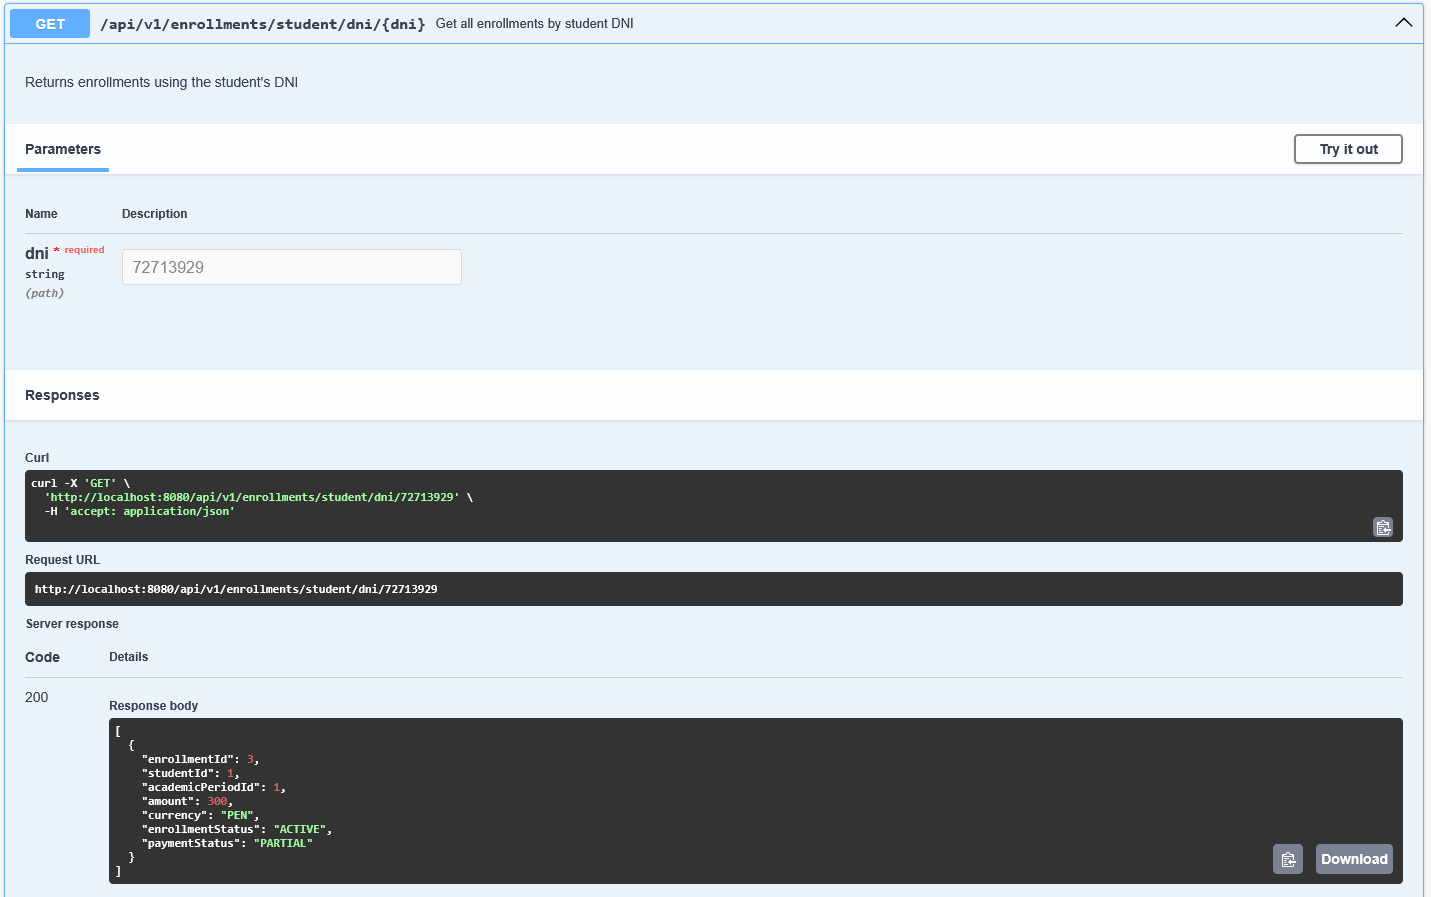 GET /api/v1/enrollments/student/dni/{dni} Get all enrollments by student DNI
Returns enrollments using the student's DNI
Parameters Try it out
Name Description
dni * required
72713929
string
(path)
Responses
Curl
curl -X 'GET' \
'http://localhost:8080/api/v1/enrollments/student/dni/72713929' \
-H 'accept: application/json'
Request URL
http://localhost:8080/api/v1/enrollments/student/dni/72713929
Server response
Code Details
200
Response body
[
{
"enrollmentId": 3,
"studentId": 1,
"academicPeriodId": 1,
"amount": 300,
"currency": "PEN",
"enrollmentStatus": "ACTIVE",
"paymentStatus": "PARTIAL"
}
]
Download